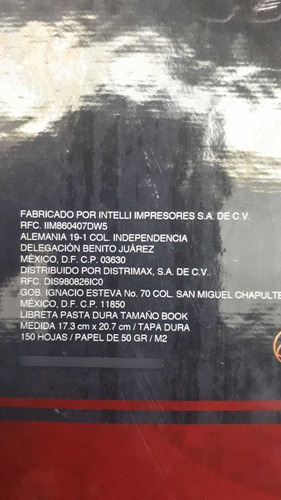 FABRICADO POR INTELLI IMPRESORES S.A. DE C.V.
RFC. IIM860407DW5
ALEMANIA 19-1 COL. INDEPENDENCIA
DELEGACIÓN BENITO JUÁREZ
MÉXICO, D.F. C.P. 03630
DISTRIBUIDO POR DISTRIMAX, S.A. DE C.V.
RFC. DIS980826IC0
GOB. IGNACIO ESTEVA No. 70 COL. SAN MIGUEL CHAPULTE
MÉXICO, D.F. C.P. 11850
LIBRETA PASTA DURA TAMAÑO BOOK
MEDIDA 17.3 cm x 20.7 cm / TAPA DURA
150 HOJAS / PAPEL DE 50 GR / M2